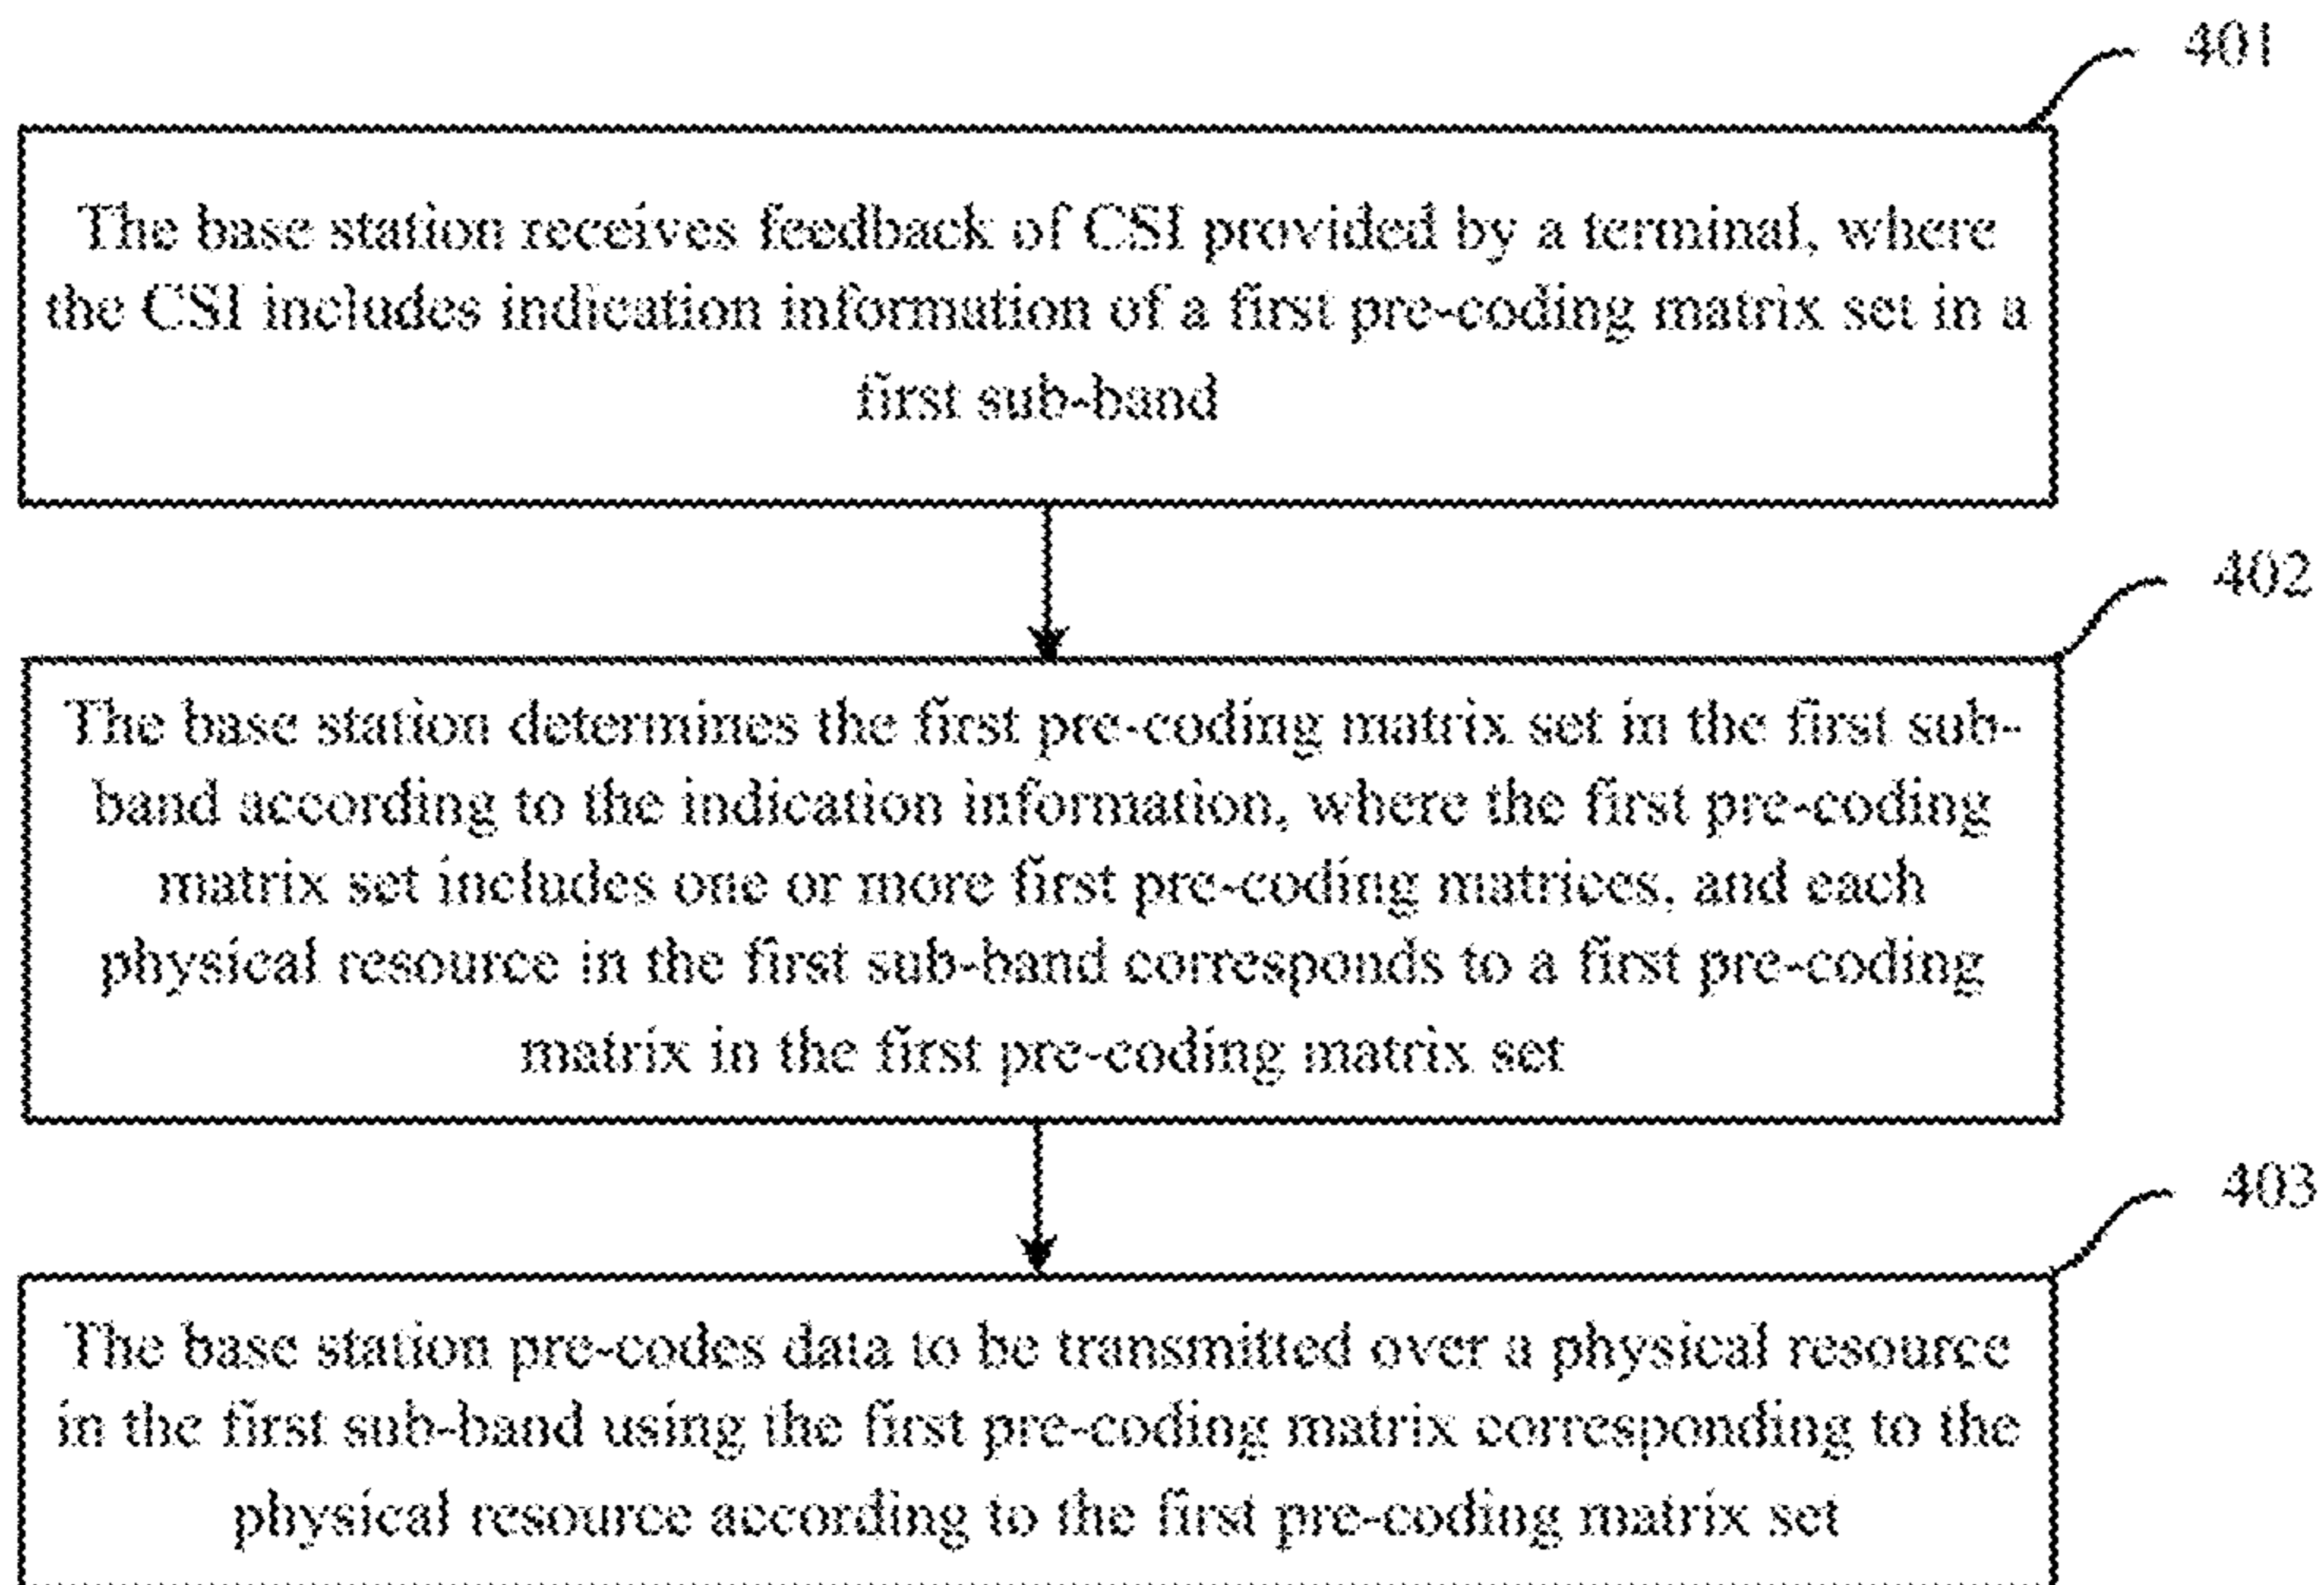 401
The base station receives feedback of CSI provided by a terminal, where
the CSI includes indication information of a first pre-coding matrix set in a
first sub-band
402
The base station determines the first pre-coding matrix set in the first sub-
band according to the indication information, where the first pre-coding
matrix set includes one or more first pre-coding matrices, and each
physical resource in the first sub-band corresponds to a first pre-coding
matrix in the first pre-coding matrix set
403
The base station pre-codes data to be transmitted over a physical resource
in the first sub-band using the first pre-coding matrix corresponding to the
physical resource according to the first pre-coding matrix set